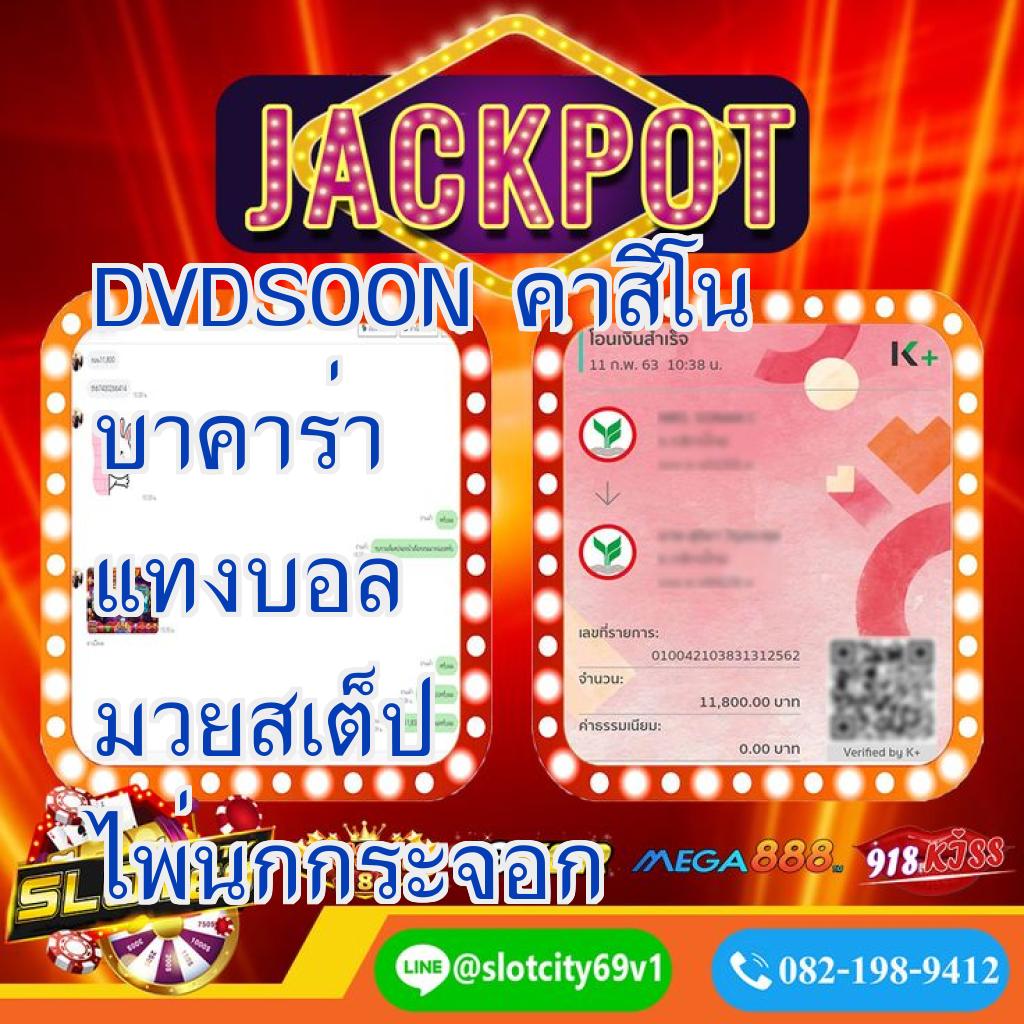 JACKPOT
DVDSOON คาสิโน
บาคาร่า
แทงบอล
มวยสเต็ป
ไพ่นกกระจอก
โอนเงินสำเร็จ
11 ก.พ. 63 10:38 น.
K+
เลขที่รายการ:
010042103831312562
จำนวน:
11,800.00 บาท
ค่าธรรมเนียม:
0.00 บาท
Verified by K+
MEGA888
918KISS
LINE @slotcity69v1
082-198-9412